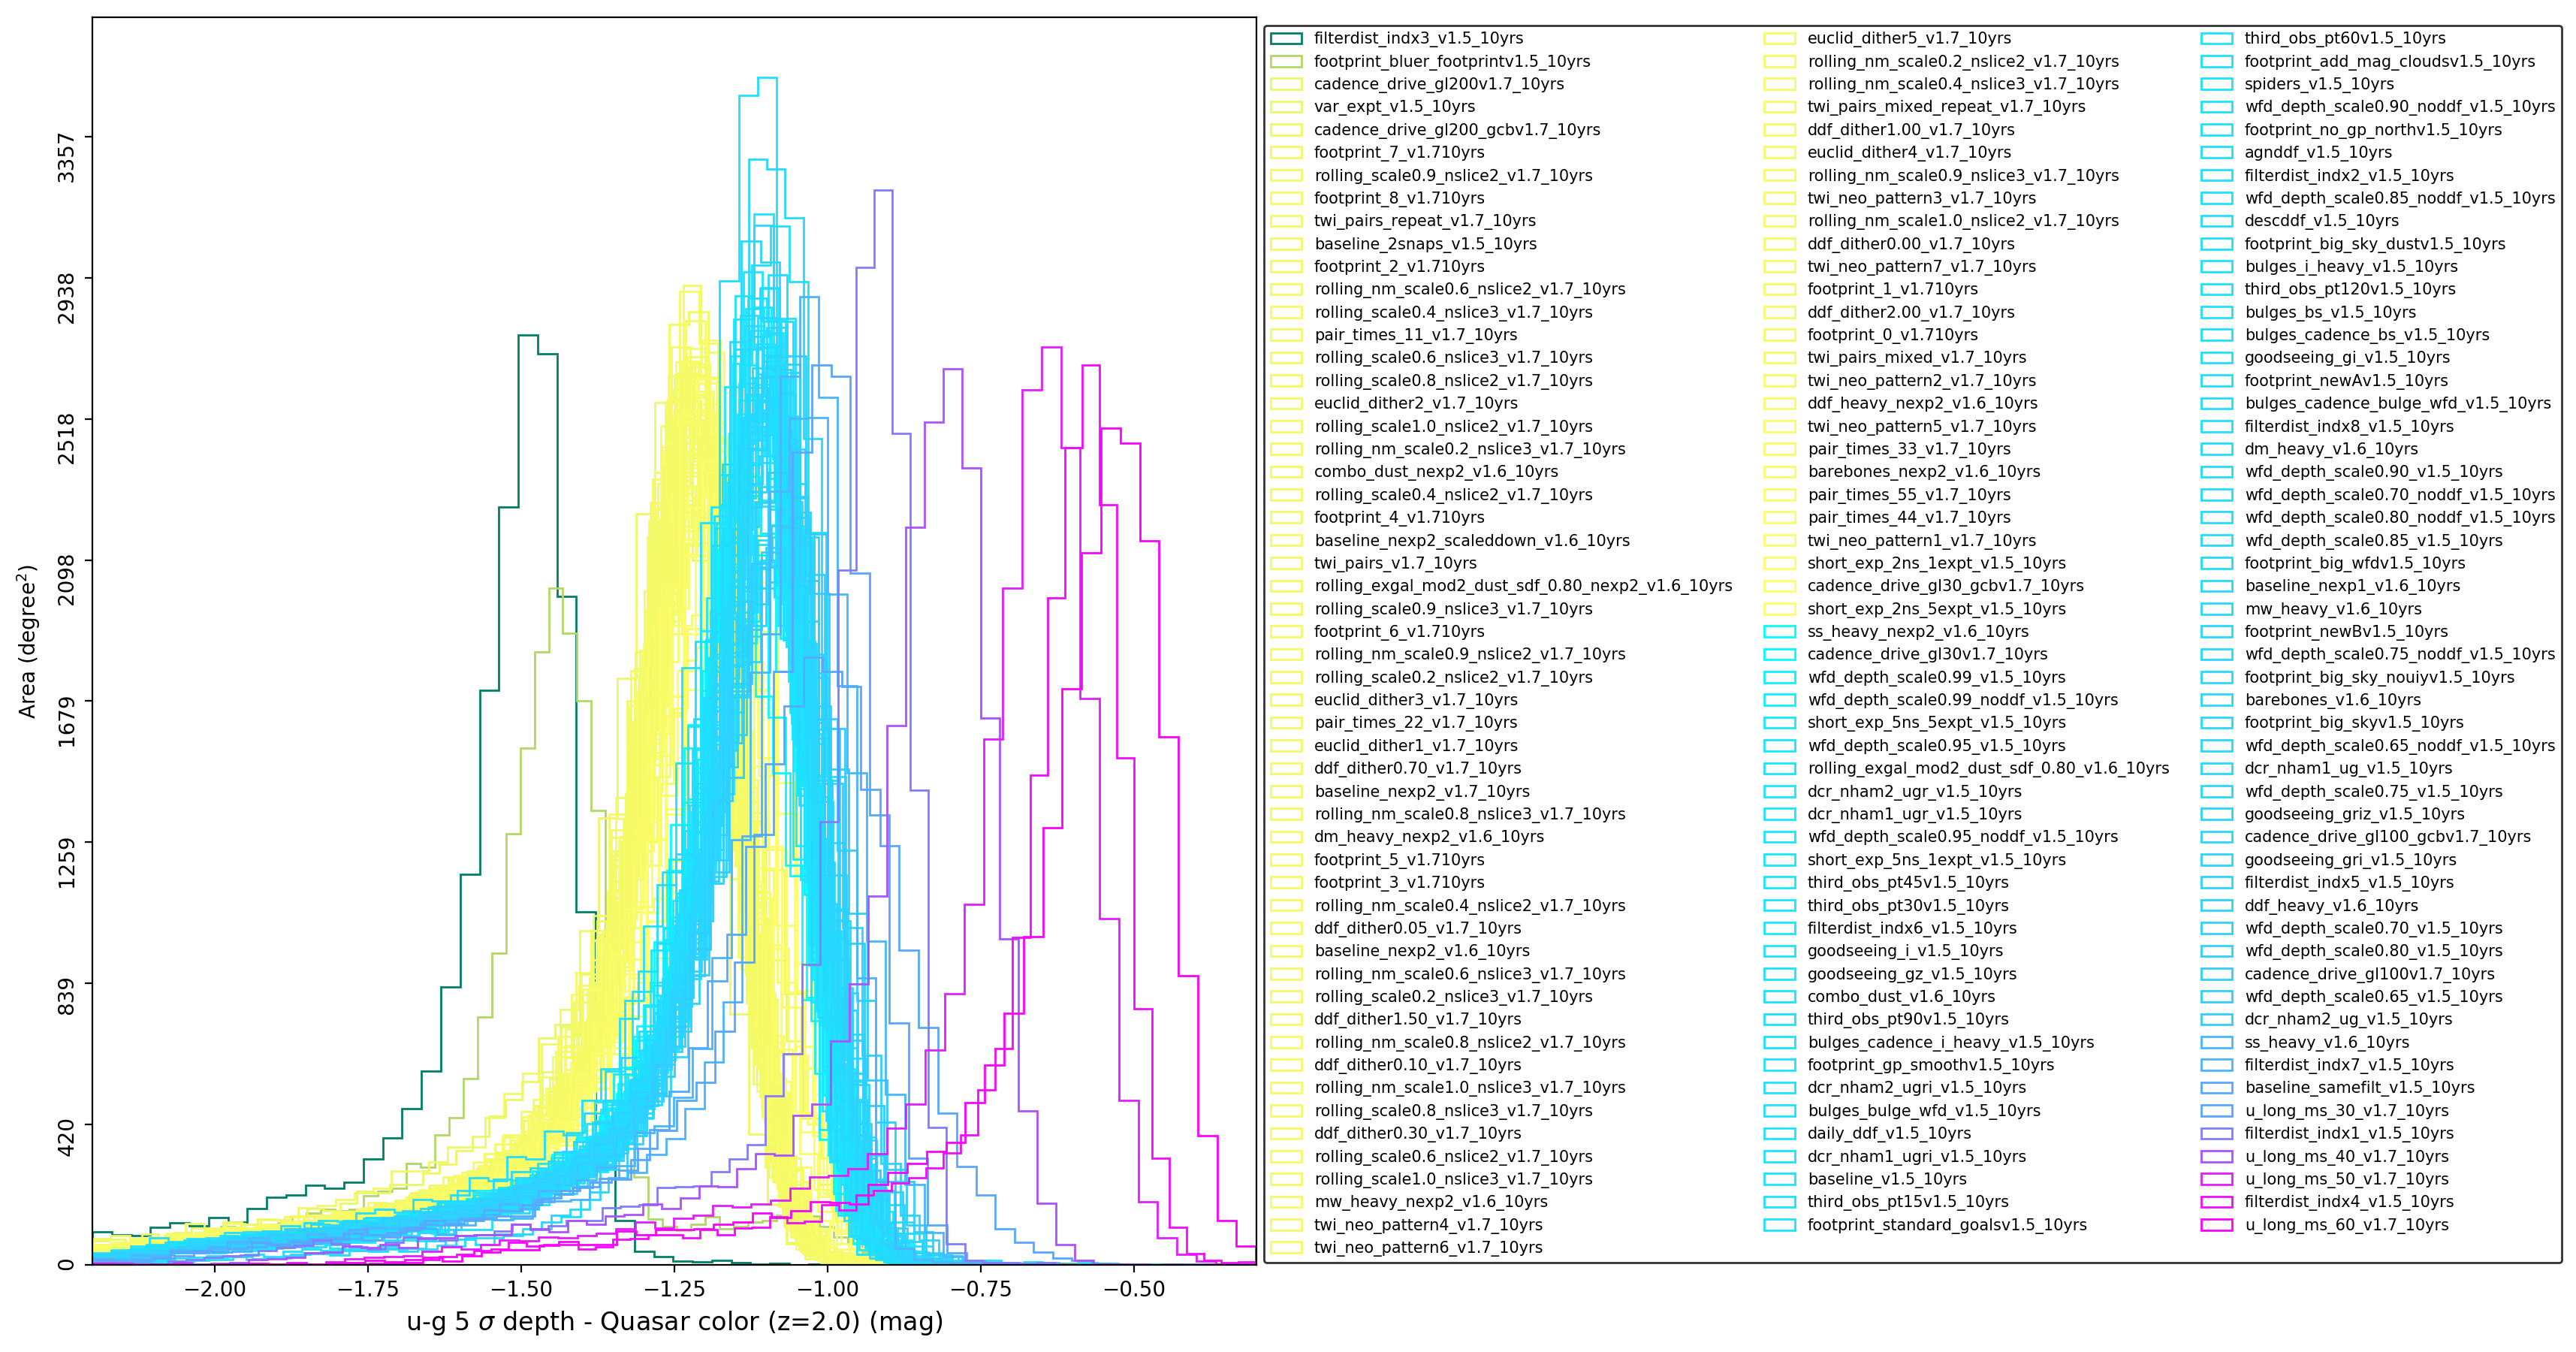 3357
2938
2518
2098
1679
1259
839
420
0
Area (degree²)
−2.00 −1.75 −1.50 −1.25 −1.00 −0.75 −0.50
u-g 5 σ depth - Quasar color (z=2.0) (mag)
filterdist_indx3_v1.5_10yrs
footprint_bluer_footprintv1.5_10yrs
cadence_drive_gl200v1.7_10yrs
var_expt_v1.5_10yrs
cadence_drive_gl200_gcbv1.7_10yrs
footprint_7_v1.710yrs
rolling_scale0.9_nslice2_v1.7_10yrs
footprint_8_v1.710yrs
twi_pairs_repeat_v1.7_10yrs
baseline_2snaps_v1.5_10yrs
footprint_2_v1.710yrs
rolling_nm_scale0.6_nslice2_v1.7_10yrs
rolling_scale0.4_nslice3_v1.7_10yrs
pair_times_11_v1.7_10yrs
rolling_scale0.6_nslice3_v1.7_10yrs
rolling_scale0.8_nslice2_v1.7_10yrs
euclid_dither2_v1.7_10yrs
rolling_scale1.0_nslice2_v1.7_10yrs
rolling_nm_scale0.2_nslice3_v1.7_10yrs
combo_dust_nexp2_v1.6_10yrs
rolling_scale0.4_nslice2_v1.7_10yrs
footprint_4_v1.710yrs
baseline_nexp2_scaleddown_v1.6_10yrs
twi_pairs_v1.7_10yrs
rolling_exgal_mod2_dust_sdf_0.80_nexp2_v1.6_10yrs
rolling_scale0.9_nslice3_v1.7_10yrs
footprint_6_v1.710yrs
rolling_nm_scale0.9_nslice2_v1.7_10yrs
rolling_scale0.2_nslice2_v1.7_10yrs
euclid_dither3_v1.7_10yrs
pair_times_22_v1.7_10yrs
euclid_dither1_v1.7_10yrs
ddf_dither0.70_v1.7_10yrs
baseline_nexp2_v1.7_10yrs
rolling_nm_scale0.8_nslice3_v1.7_10yrs
dm_heavy_nexp2_v1.6_10yrs
footprint_5_v1.710yrs
footprint_3_v1.710yrs
rolling_nm_scale0.4_nslice2_v1.7_10yrs
ddf_dither0.05_v1.7_10yrs
baseline_nexp2_v1.6_10yrs
rolling_nm_scale0.6_nslice3_v1.7_10yrs
rolling_scale0.2_nslice3_v1.7_10yrs
ddf_dither1.50_v1.7_10yrs
rolling_nm_scale0.8_nslice2_v1.7_10yrs
ddf_dither0.10_v1.7_10yrs
rolling_nm_scale1.0_nslice3_v1.7_10yrs
rolling_scale0.8_nslice3_v1.7_10yrs
ddf_dither0.30_v1.7_10yrs
rolling_scale0.6_nslice2_v1.7_10yrs
rolling_scale1.0_nslice3_v1.7_10yrs
mw_heavy_nexp2_v1.6_10yrs
twi_neo_pattern4_v1.7_10yrs
twi_neo_pattern6_v1.7_10yrs
euclid_dither5_v1.7_10yrs
rolling_nm_scale0.2_nslice2_v1.7_10yrs
rolling_nm_scale0.4_nslice3_v1.7_10yrs
twi_pairs_mixed_repeat_v1.7_10yrs
ddf_dither1.00_v1.7_10yrs
euclid_dither4_v1.7_10yrs
rolling_nm_scale0.9_nslice3_v1.7_10yrs
twi_neo_pattern3_v1.7_10yrs
rolling_nm_scale1.0_nslice2_v1.7_10yrs
ddf_dither0.00_v1.7_10yrs
twi_neo_pattern7_v1.7_10yrs
footprint_1_v1.710yrs
ddf_dither2.00_v1.7_10yrs
footprint_0_v1.710yrs
twi_pairs_mixed_v1.7_10yrs
twi_neo_pattern2_v1.7_10yrs
ddf_heavy_nexp2_v1.6_10yrs
twi_neo_pattern5_v1.7_10yrs
pair_times_33_v1.7_10yrs
barebones_nexp2_v1.6_10yrs
pair_times_55_v1.7_10yrs
pair_times_44_v1.7_10yrs
twi_neo_pattern1_v1.7_10yrs
short_exp_2ns_1expt_v1.5_10yrs
cadence_drive_gl30_gcbv1.7_10yrs
short_exp_2ns_5expt_v1.5_10yrs
ss_heavy_nexp2_v1.6_10yrs
cadence_drive_gl30v1.7_10yrs
wfd_depth_scale0.99_v1.5_10yrs
wfd_depth_scale0.99_noddf_v1.5_10yrs
short_exp_5ns_5expt_v1.5_10yrs
wfd_depth_scale0.95_v1.5_10yrs
rolling_exgal_mod2_dust_sdf_0.80_v1.6_10yrs
dcr_nham2_ugr_v1.5_10yrs
dcr_nham1_ugr_v1.5_10yrs
wfd_depth_scale0.95_noddf_v1.5_10yrs
short_exp_5ns_1expt_v1.5_10yrs
third_obs_pt45v1.5_10yrs
third_obs_pt30v1.5_10yrs
filterdist_indx6_v1.5_10yrs
goodseeing_i_v1.5_10yrs
goodseeing_gz_v1.5_10yrs
combo_dust_v1.6_10yrs
third_obs_pt90v1.5_10yrs
bulges_cadence_i_heavy_v1.5_10yrs
footprint_gp_smoothv1.5_10yrs
dcr_nham2_ugri_v1.5_10yrs
bulges_bulge_wfd_v1.5_10yrs
daily_ddf_v1.5_10yrs
dcr_nham1_ugri_v1.5_10yrs
baseline_v1.5_10yrs
third_obs_pt15v1.5_10yrs
footprint_standard_goalsv1.5_10yrs
third_obs_pt60v1.5_10yrs
footprint_add_mag_cloudsv1.5_10yrs
spiders_v1.5_10yrs
wfd_depth_scale0.90_noddf_v1.5_10yrs
footprint_no_gp_northv1.5_10yrs
agnddf_v1.5_10yrs
filterdist_indx2_v1.5_10yrs
wfd_depth_scale0.85_noddf_v1.5_10yrs
descddf_v1.5_10yrs
footprint_big_sky_dustv1.5_10yrs
bulges_i_heavy_v1.5_10yrs
third_obs_pt120v1.5_10yrs
bulges_bs_v1.5_10yrs
bulges_cadence_bs_v1.5_10yrs
goodseeing_gi_v1.5_10yrs
footprint_newAv1.5_10yrs
bulges_cadence_bulge_wfd_v1.5_10yrs
filterdist_indx8_v1.5_10yrs
dm_heavy_v1.6_10yrs
wfd_depth_scale0.90_v1.5_10yrs
wfd_depth_scale0.70_noddf_v1.5_10yrs
wfd_depth_scale0.80_noddf_v1.5_10yrs
wfd_depth_scale0.85_v1.5_10yrs
footprint_big_wfdv1.5_10yrs
baseline_nexp1_v1.6_10yrs
mw_heavy_v1.6_10yrs
footprint_newBv1.5_10yrs
wfd_depth_scale0.75_noddf_v1.5_10yrs
footprint_big_sky_nouiyv1.5_10yrs
barebones_v1.6_10yrs
footprint_big_skyv1.5_10yrs
wfd_depth_scale0.65_noddf_v1.5_10yrs
dcr_nham1_ug_v1.5_10yrs
wfd_depth_scale0.75_v1.5_10yrs
goodseeing_griz_v1.5_10yrs
cadence_drive_gl100_gcbv1.7_10yrs
goodseeing_gri_v1.5_10yrs
filterdist_indx5_v1.5_10yrs
ddf_heavy_v1.6_10yrs
wfd_depth_scale0.70_v1.5_10yrs
wfd_depth_scale0.80_v1.5_10yrs
cadence_drive_gl100v1.7_10yrs
wfd_depth_scale0.65_v1.5_10yrs
dcr_nham2_ug_v1.5_10yrs
ss_heavy_v1.6_10yrs
filterdist_indx7_v1.5_10yrs
baseline_samefilt_v1.5_10yrs
u_long_ms_30_v1.7_10yrs
filterdist_indx1_v1.5_10yrs
u_long_ms_40_v1.7_10yrs
u_long_ms_50_v1.7_10yrs
filterdist_indx4_v1.5_10yrs
u_long_ms_60_v1.7_10yrs